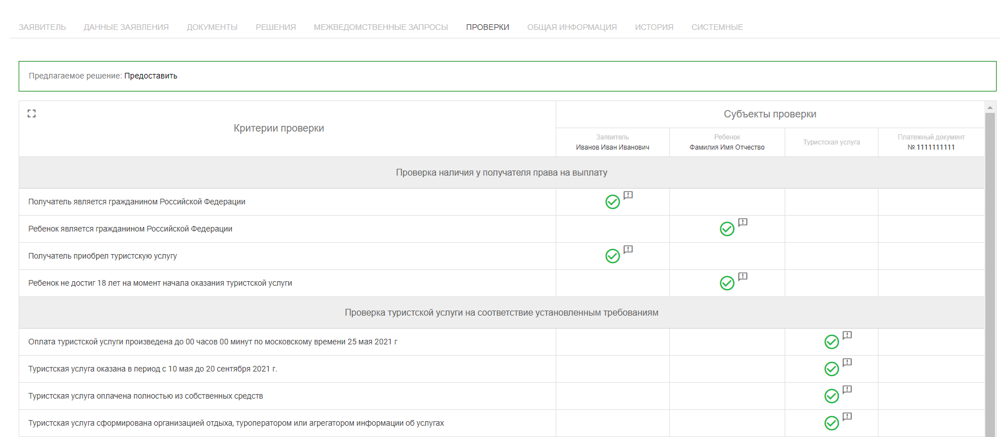 ЗАЯВИТЕЛЬ ДАННЫЕ ЗАЯВЛЕНИЯ ДОКУМЕНТЫ РЕШЕНИЯ МЕЖВЕДОМСТВЕННЫЕ ЗАПРОСЫ ПРОВЕРКИ ОБЩАЯ ИНФОРМАЦИЯ ИСТОРИЯ СИСТЕМНЫЕ
Предлагаемое решение: Предоставить
Критерии проверки
Субъекты проверки
Заявитель
Иванов Иван Иванович
Ребенок
Фамилия Имя Отчество
Туристская услуга
Платежный документ
№ 1111111111
Проверка наличия у получателя права на выплату
Получатель является гражданином Российской Федерации
Ребенок является гражданином Российской Федерации
Получатель приобрел туристскую услугу
Ребенок не достиг 18 лет на момент начала оказания туристской услуги
Проверка туристской услуги на соответствие установленным требованиям
Оплата туристской услуги произведена до 00 часов 00 минут по московскому времени 25 мая 2021 г
Туристская услуга оказана в период с 10 мая до 20 сентября 2021 г.
Туристская услуга оплачена полностью из собственных средств
Туристская услуга сформирована организацией отдыха, туроператором или агрегатором информации об услугах